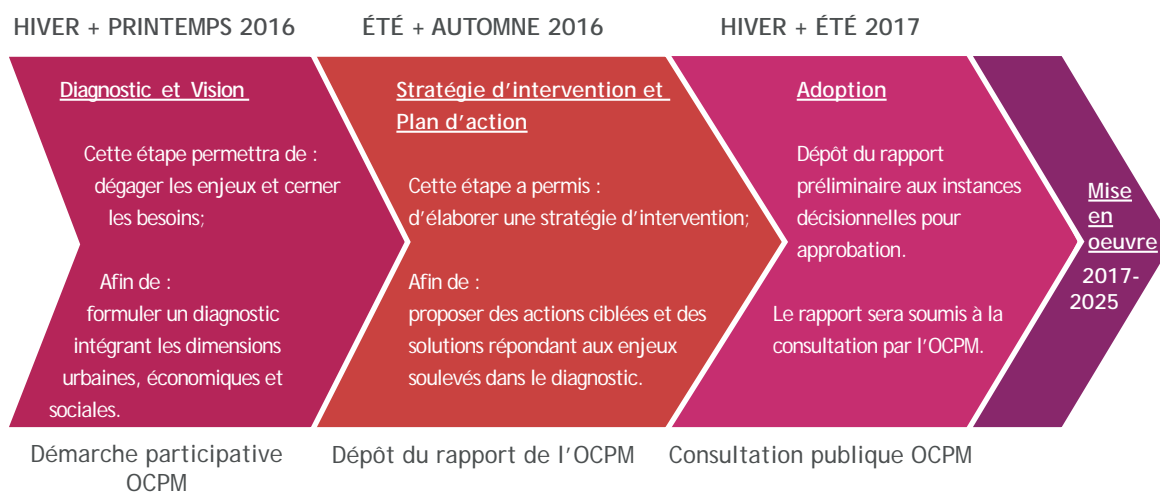 HIVER + PRINTEMPS 2016
ÉTÉ + AUTOMNE 2016
HIVER + ÉTÉ 2017
Diagnostic et Vision
Cette étape permettra de :
dégager les enjeux et cerner
les besoins;
Afin de :
formuler un diagnostic
intégrant les dimensions
urbaines, économiques et
sociales.
Démarche participative
OCPM
Stratégie d'intervention et
Plan d'action
Cette étape a permis :
d'élaborer une stratégie d'intervention;
Afin de :
proposer des actions ciblées et des
solutions répondant aux enjeux
soulevés dans le diagnostic.
Dépôt du rapport de l'OCPM
Adoption
Dépôt du rapport
préliminaire aux instances
décisionnelles pour
approbation.
Le rapport sera soumis à la
consultation par l'OCPM.
Consultation publique OCPM
Mise
en
oeuvre
2017-
2025